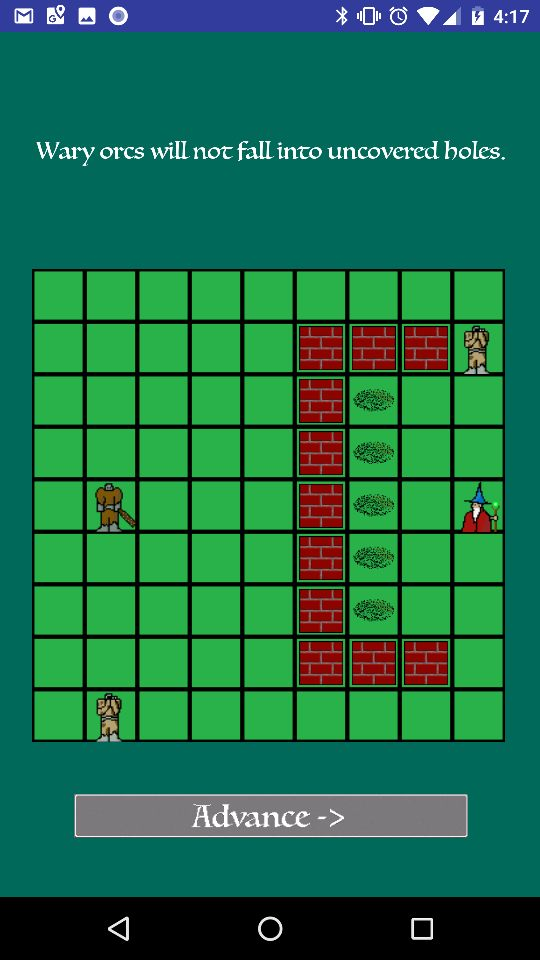 4:17
Wary orcs will not fall into uncovered holes.
Advance ->